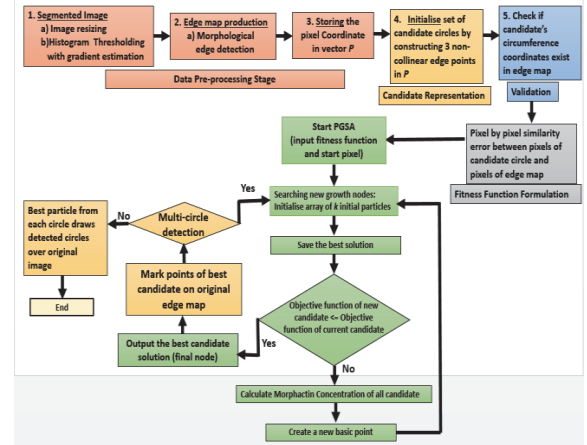 1. Segmented Image
a) Image resizing
b)Histogram Thresholding
with gradient estimation
2. Edge map production
a) Morphological
edge detection
3. Storing the
pixel Coordinate
in vector P
4. Initialise set of
candidate circles by
constructing 3 non-
collinear edge points
in P
5. Check if
candidate's
circumference
coordinates exist
in edge map
Data Pre-processing Stage
Candidate Representation
Validation
Start PGSA
(input fitness function
and start pixel)
Pixel by pixel similarity
error between pixels of
candidate circle and
pixels of edge map
Fitness Function Formulation
Searching new growth nodes:
Initialise array of k initial particles
Yes
No
Multi-circle
detection
Best particle from
each circle draws
detected circles
over original
image
End
Save the best solution
Mark points of best
candidate on original
edge map
Objective function of new
candidate <= Objective
function of current candidate
Yes
Output the best candidate
solution (final node)
No
Calculate Morphactin Concentration of all candidate
Create a new basic point